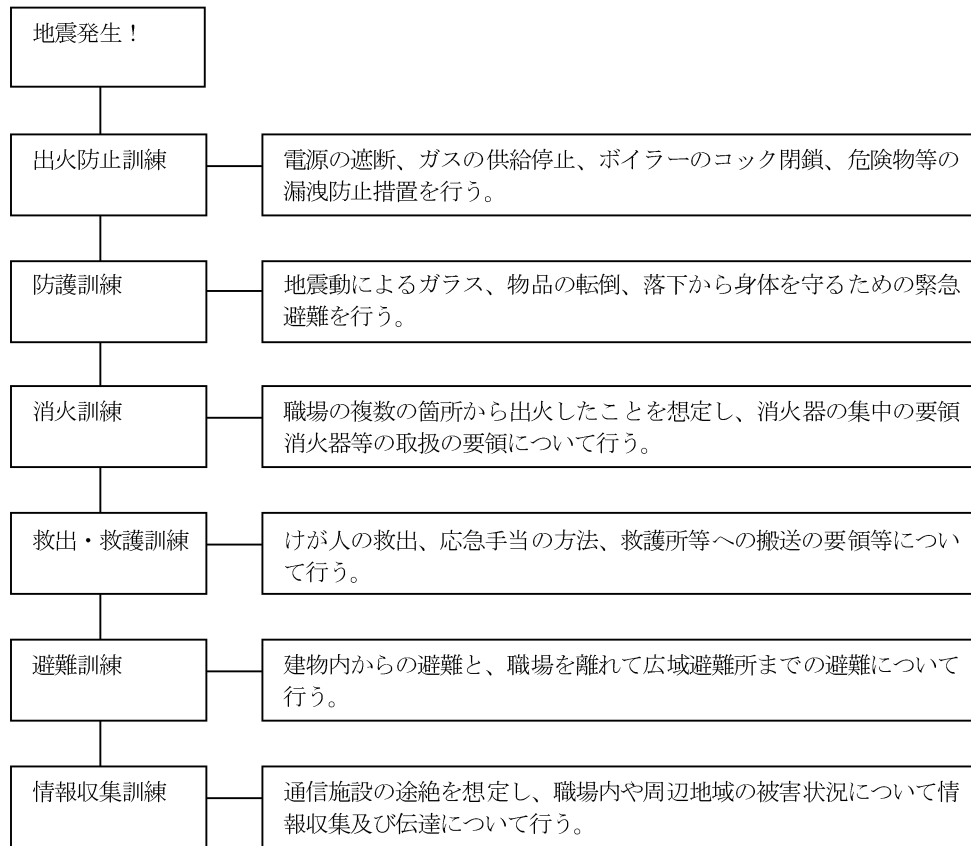 地震発生！
出火防止訓練
電源の遮断、ガスの供給停止、ボイラーのコック閉鎖、危険物等の
漏洩防止措置を行う。
防護訓練
地震動によるガラス、物品の転倒、落下から身体を守るための緊急
避難を行う。
消火訓練
職場の複数の箇所から出火したことを想定し、消火器の集中の要領
消火器等の取扱の要領について行う。
救出・救護訓練
けが人の救出、応急手当の方法、救護所等への搬送の要領等につい
て行う。
避難訓練
建物内からの避難と、職場を離れて広域避難所までの避難について
行う。
情報収集訓練
通信施設の途絶を想定し、職場内や周辺地域の被害状況について情
報収集及び伝達について行う。